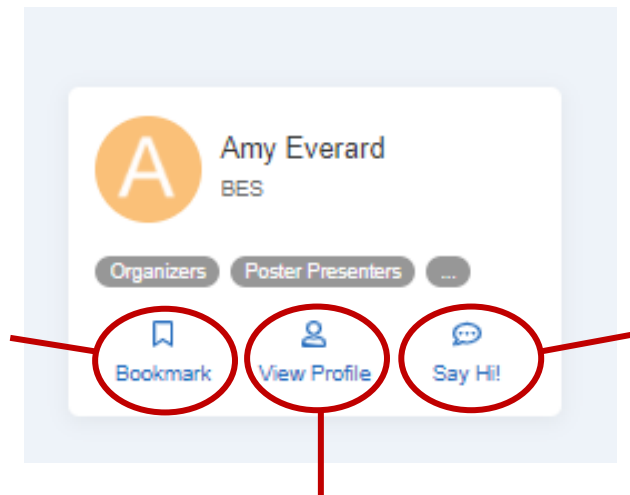 A
Amy Everard
BES
Organizers Poster Presenters ...
Bookmark View Profile Say Hi!